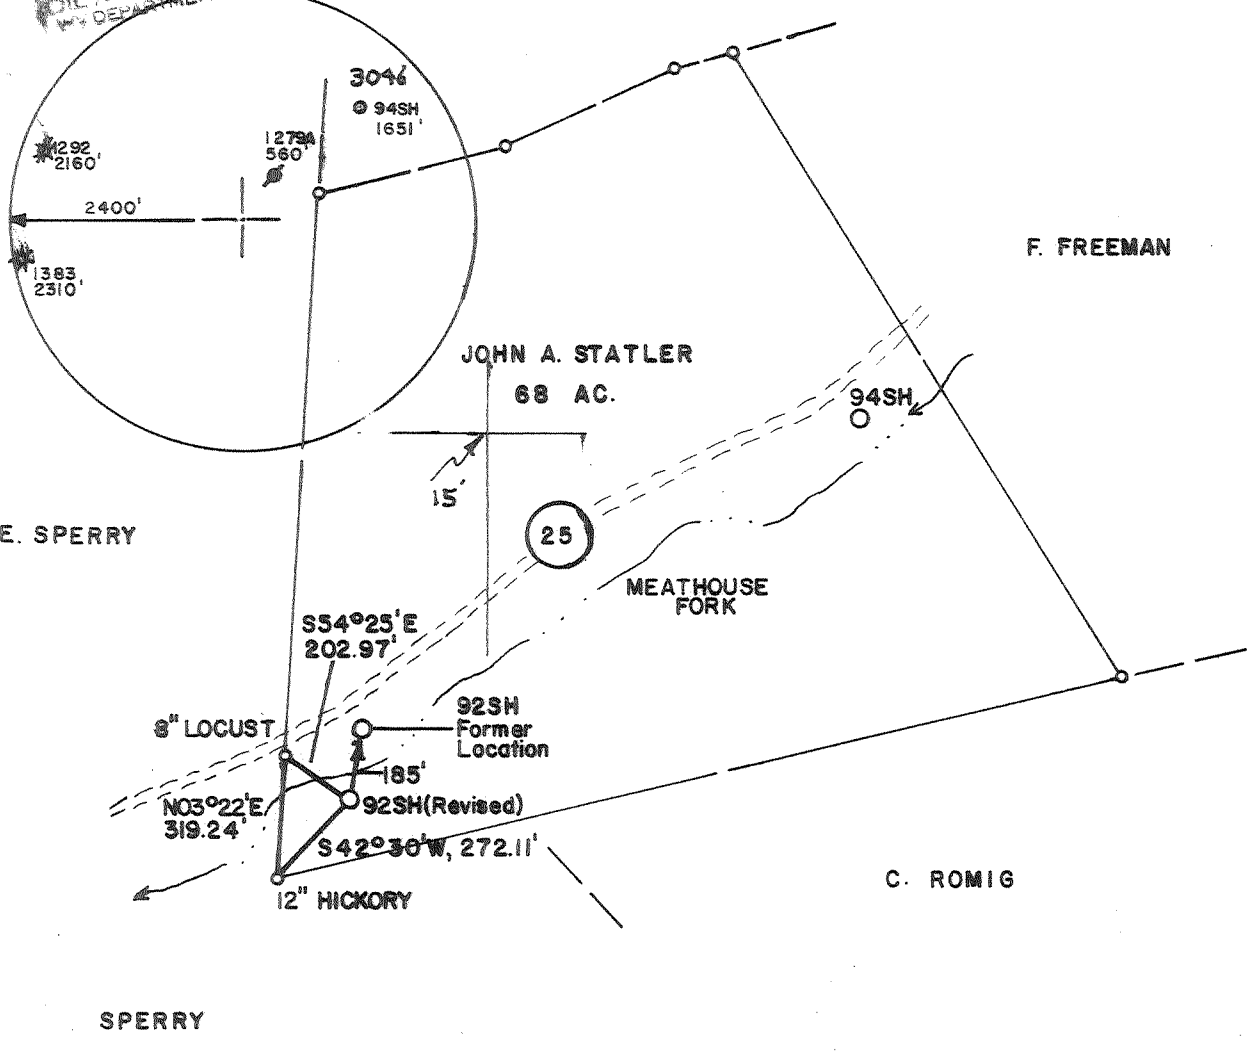 DEPARTMENT
3046
94SH
1651'
1279A
560'
1292
2160'
2400'
1383
2310'
F. FREEMAN
JOHN A. STATLER
68 AC.
94SH
15'
25
E. SPERRY
MEATHOUSE
FORK
S54°25'E
202.97'
92SH
Former
Location
8" LOCUST
185'
N03°22'E
319.24'
92SH(Revised)
S42°30'W, 272.11'
12" HICKORY
C. ROMIG
SPERRY